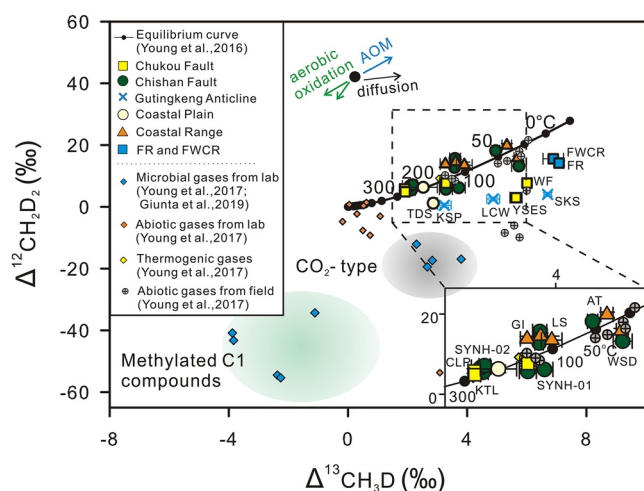 60
40
20
0
-20
-40
-60
-8
-4
0
4
8
Δ¹²CH₂D₂ (‰)
Δ¹³CH₃D (‰)
Equilibrium curve
(Young et al.,2016)
Chukou Fault
Chishan Fault
Gutingkeng Anticline
Coastal Plain
Coastal Range
FR and FWCR
Microbial gases from lab
(Young et al.,2017;
Giunta et al.,2019)
Abiotic gases from lab
(Young et al.,2017)
Thermogenic gases
(Young et al.,2017)
Abiotic gases from field
(Young et al.,2017)
aerobic
oxidation
AOM
diffusion
0°C
50
100
200
300
FWCR
FR
WF
TDS
KSP
LCW
YSES
SKS
CO₂- type
Methylated C1
compounds
4
20
0
AT
GI
LS
SYNH-02
50°C
WSD
CLP
100
KTL
SYNH-01
300